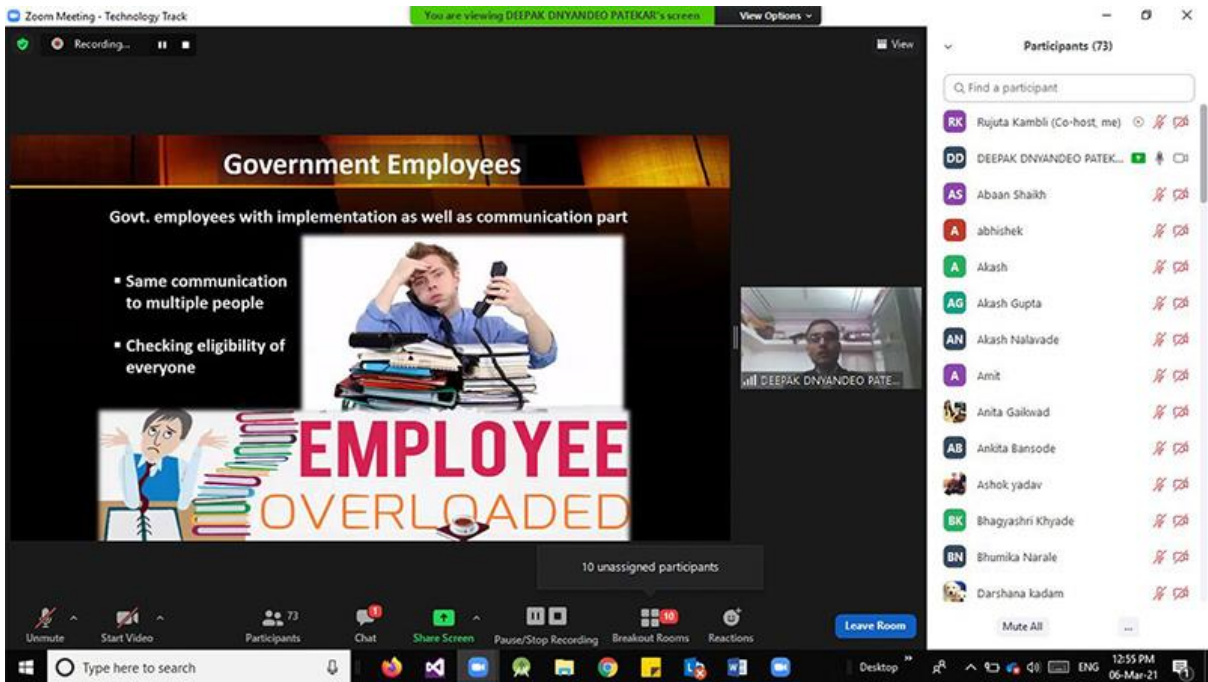 Zoom Meeting - Technology Track
You are viewing DEEPAK DNYANDEO PATEKAR's screen
View Options
Recording...
View
Government Employees
Govt. employees with implementation as well as communication part
▪ Same communication
to multiple people
▪ Checking eligibility of
everyone
EMPLOYEE
OVERLOADED
DEEPAK DNYANDEO PATE...
10 unassigned participants
Unmute
Start Video
73
Participants
1
Chat
Share Screen
Pause/Stop Recording
10
Breakout Rooms
Reactions
Leave Room
Participants (73)
Find a participant
RK Rujuta Kambli (Co-host, me)
DD DEEPAK DNYANDEO PATEK...
AS Abaan Shaikh
A abhishek
A Akash
AG Akash Gupta
AN Akash Nalavade
A Amit
Anita Gaikwad
AB Ankita Bansode
Ashok yadav
BK Bhagyashri Khyade
BN Bhumika Narale
Darshana kadam
Mute All
...
Type here to search
Desktop
ENG
12:55 PM
06-Mar-21
1